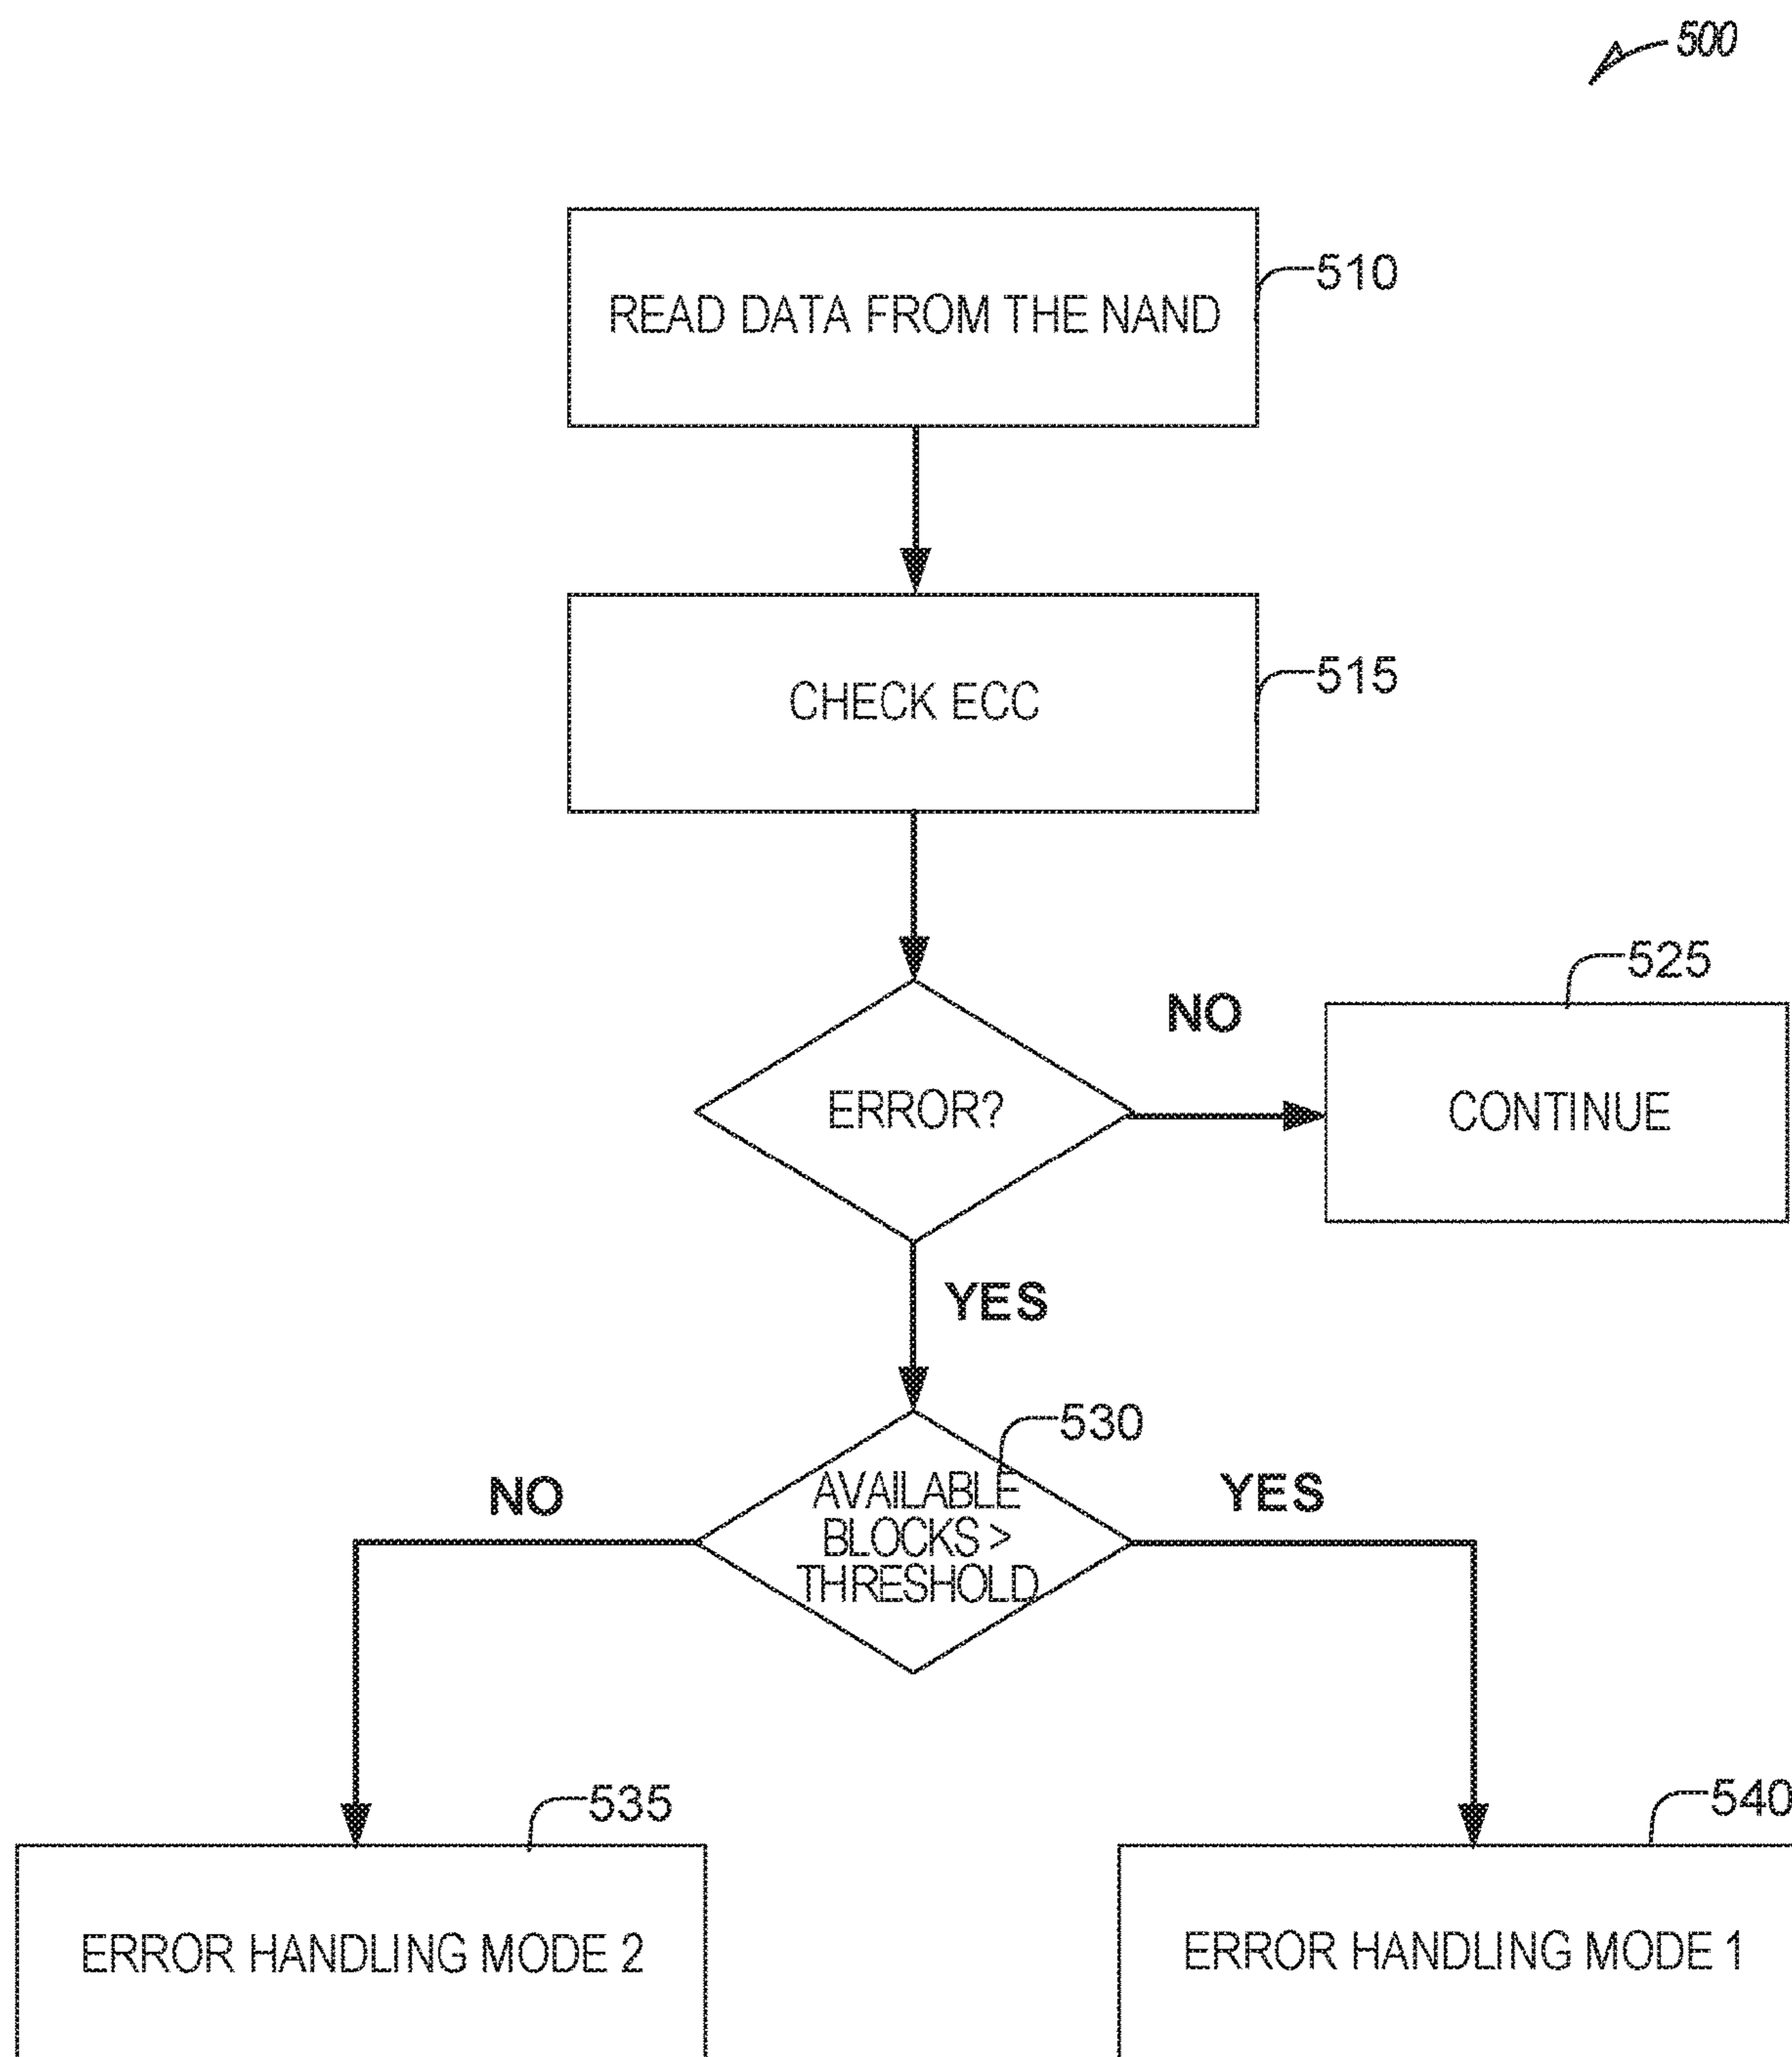 500
READ DATA FROM THE NAND
510
CHECK ECC
515
525
NO
ERROR?
CONTINUE
YES
530
NO
AVAILABLE
BLOCKS >
THRESHOLD
YES
535
540
ERROR HANDLING MODE 2
ERROR HANDLING MODE 1